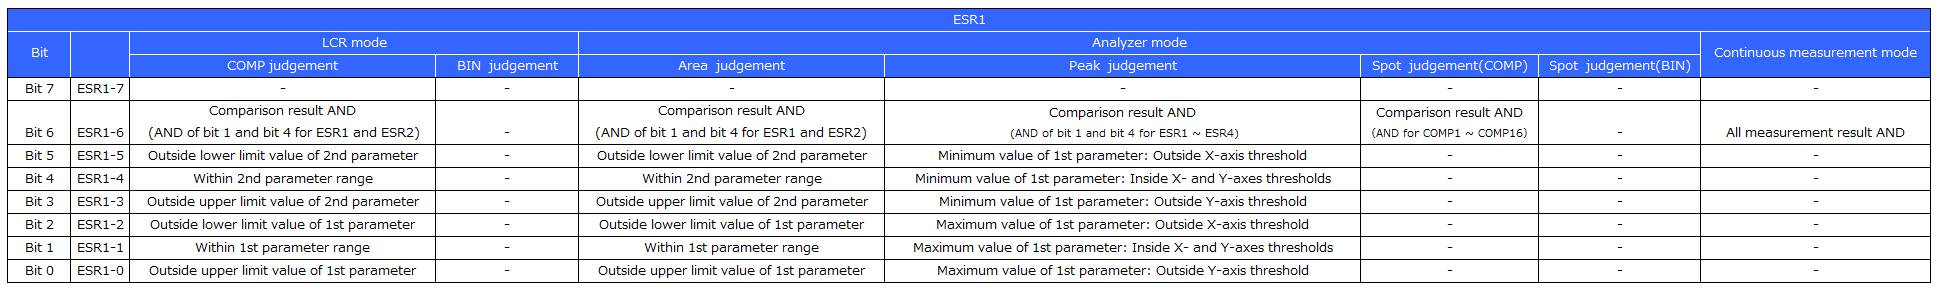 ESR1
Bit LCR mode Analyzer mode Continuous measurement mode
COMP judgement BIN judgement Area judgement Peak judgement Spot judgement(COMP) Spot judgement(BIN)
Bit 7 ESR1-7 - - - - - - -
Comparison result AND Comparison result AND Comparison result AND Comparison result AND
Bit 6 ESR1-6 (AND of bit 1 and bit 4 for ESR1 and ESR2) - (AND of bit 1 and bit 4 for ESR1 and ESR2) (AND of bit 1 and bit 4 for ESR1 ~ ESR4) (AND for COMP1 ~ COMP16) - All measurement result AND
Bit 5 ESR1-5 Outside lower limit value of 2nd parameter - Outside lower limit value of 2nd parameter Minimum value of 1st parameter: Outside X-axis threshold - - -
Bit 4 ESR1-4 Within 2nd parameter range - Within 2nd parameter range Minimum value of 1st parameter: Inside X- and Y-axes thresholds - - -
Bit 3 ESR1-3 Outside upper limit value of 2nd parameter - Outside upper limit value of 2nd parameter Minimum value of 1st parameter: Outside Y-axis threshold - - -
Bit 2 ESR1-2 Outside lower limit value of 1st parameter - Outside lower limit value of 1st parameter Maximum value of 1st parameter: Outside X-axis threshold - - -
Bit 1 ESR1-1 Within 1st parameter range - Within 1st parameter range Maximum value of 1st parameter: Inside X- and Y-axes thresholds - - -
Bit 0 ESR1-0 Outside upper limit value of 1st parameter - Outside upper limit value of 1st parameter Maximum value of 1st parameter: Outside Y-axis threshold - - -